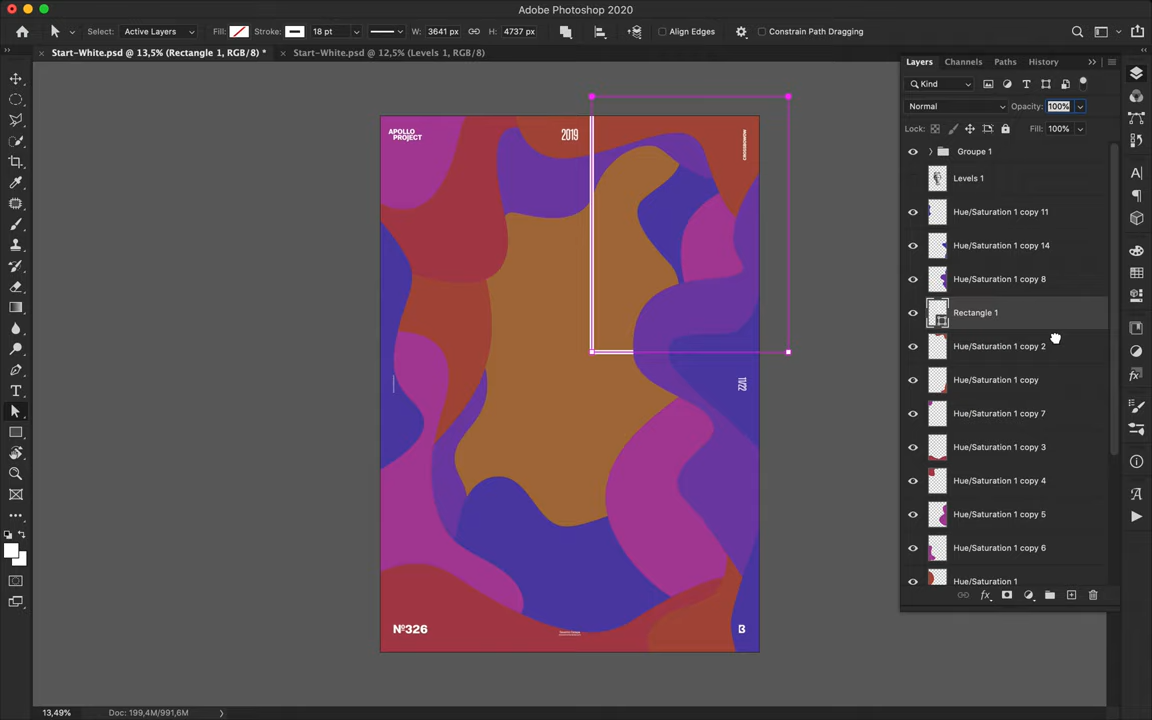 Adobe Photoshop 2020
Select: Active Layers Fill: Stroke: 18 pt W: 3641 px H: 4737 px Align Edges Constrain Path Dragging
Start-White.psd @ 13,5% (Rectangle 1, RGB/8) * Start-White.psd @ 12,5% (Levels 1, RGB/8)
Layers Channels Paths History
Kind
Normal Opacity: 100%
Lock: Fill: 100%
Groupe 1
Levels 1
Hue/Saturation 1 copy 11
Hue/Saturation 1 copy 14
Hue/Saturation 1 copy 8
Rectangle 1
Hue/Saturation 1 copy 2
Hue/Saturation 1 copy
Hue/Saturation 1 copy 7
Hue/Saturation 1 copy 3
Hue/Saturation 1 copy 4
Hue/Saturation 1 copy 5
Hue/Saturation 1 copy 6
Hue/Saturation 1
APOLLO
PROJECT
2019
11/22
Nº326
13,49% Doc: 199,4M/991,6M